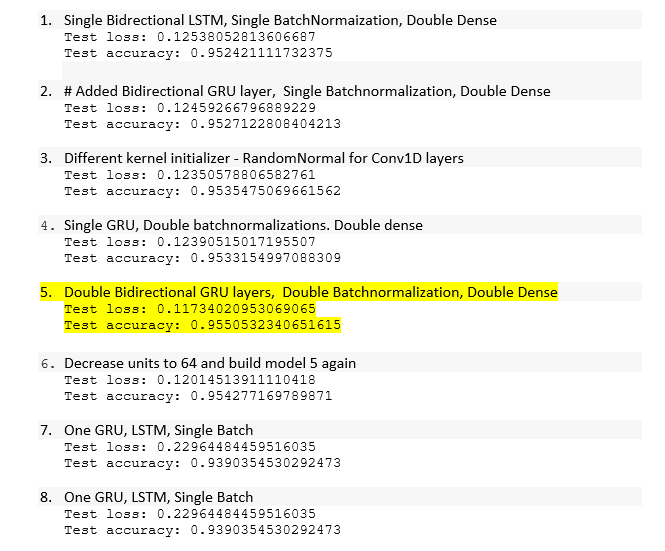 1. Single Bidrectional LSTM, Single BatchNormaization, Double Dense
Test loss: 0.12538052813606687
Test accuracy: 0.952421111732375
2. # Added Bidirectional GRU layer, Single Batchnormalization, Double Dense
Test loss: 0.12459266796889229
Test accuracy: 0.9527122808404213
3. Different kernel initializer - RandomNormal for Conv1D layers
Test loss: 0.12350578806582761
Test accuracy: 0.9535475069661562
4. Single GRU, Double batchnormalizations. Double dense
Test loss: 0.12390515017195507
Test accuracy: 0.9533154997088309
5. Double Bidirectional GRU layers, Double Batchnormalization, Double Dense
Test loss: 0.11734020953069065
Test accuracy: 0.9550532340651615
6. Decrease units to 64 and build model 5 again
Test loss: 0.12014513911110418
Test accuracy: 0.954277169789871
7. One GRU, LSTM, Single Batch
Test loss: 0.22964484459516035
Test accuracy: 0.9390354530292473
8. One GRU, LSTM, Single Batch
Test loss: 0.22964484459516035
Test accuracy: 0.9390354530292473